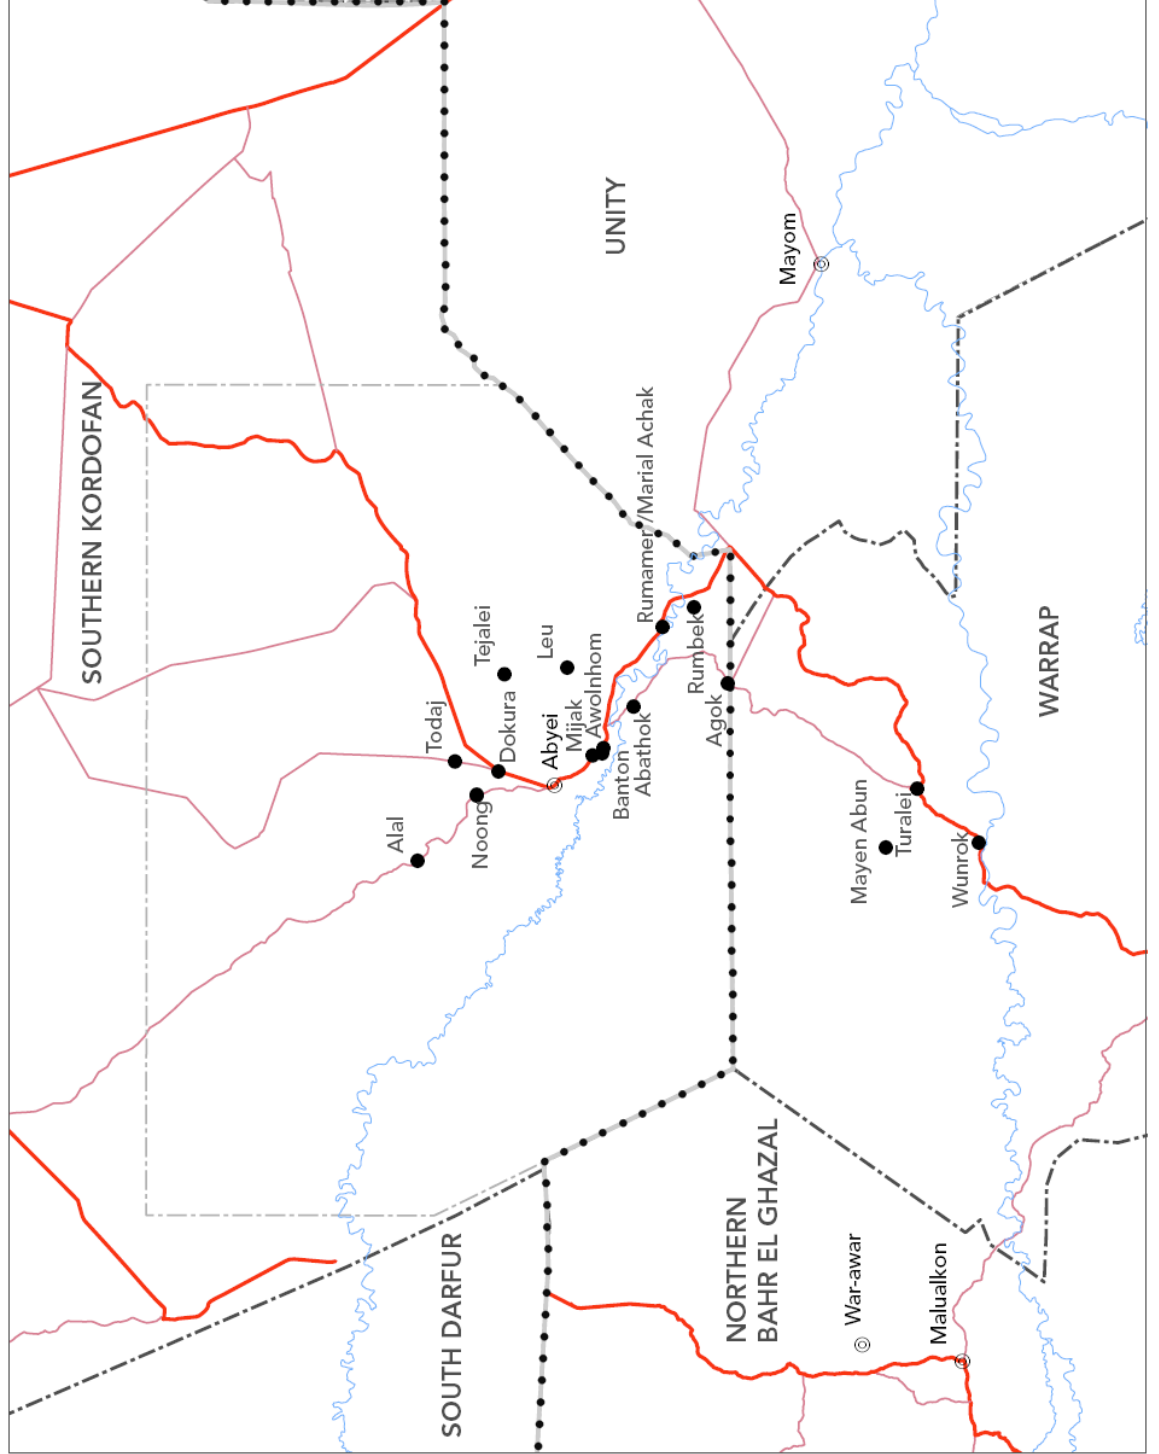 SOUTHERN KORDOFAN
UNITY
Mayom
Rumamer/Marial Achak
Tejalei
Leu
Todaj
Dokura
Abyei
Mijak
Awolnhom
Rumbek
Alal
Noong
Banton
Abathok
Agok
Mayen Abun
Turalei
Wunrok
WARRAP
SOUTH DARFUR
NORTHERN
BAHR EL GHAZAL
War-awar
Malualkon